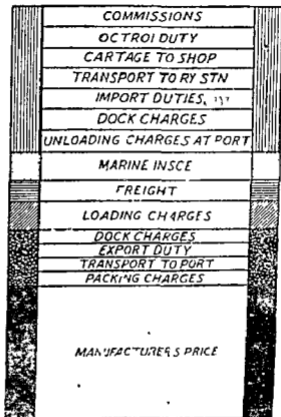 COMMISSIONS
OCTROI DUTY
CARTAGE TO SHOP
TRANSPORT TO RY STN
IMPORT DUTIES,
DOCK CHARGES
UNLOADING CHARGES AT PORT
MARINE INSCE
FREIGHT
LOADING CHARGES
DOCK CHARGES
EXPORT DUTY
TRANSPORT TO PORT
PACKING CHARGES
MANUFACTURERS PRICE